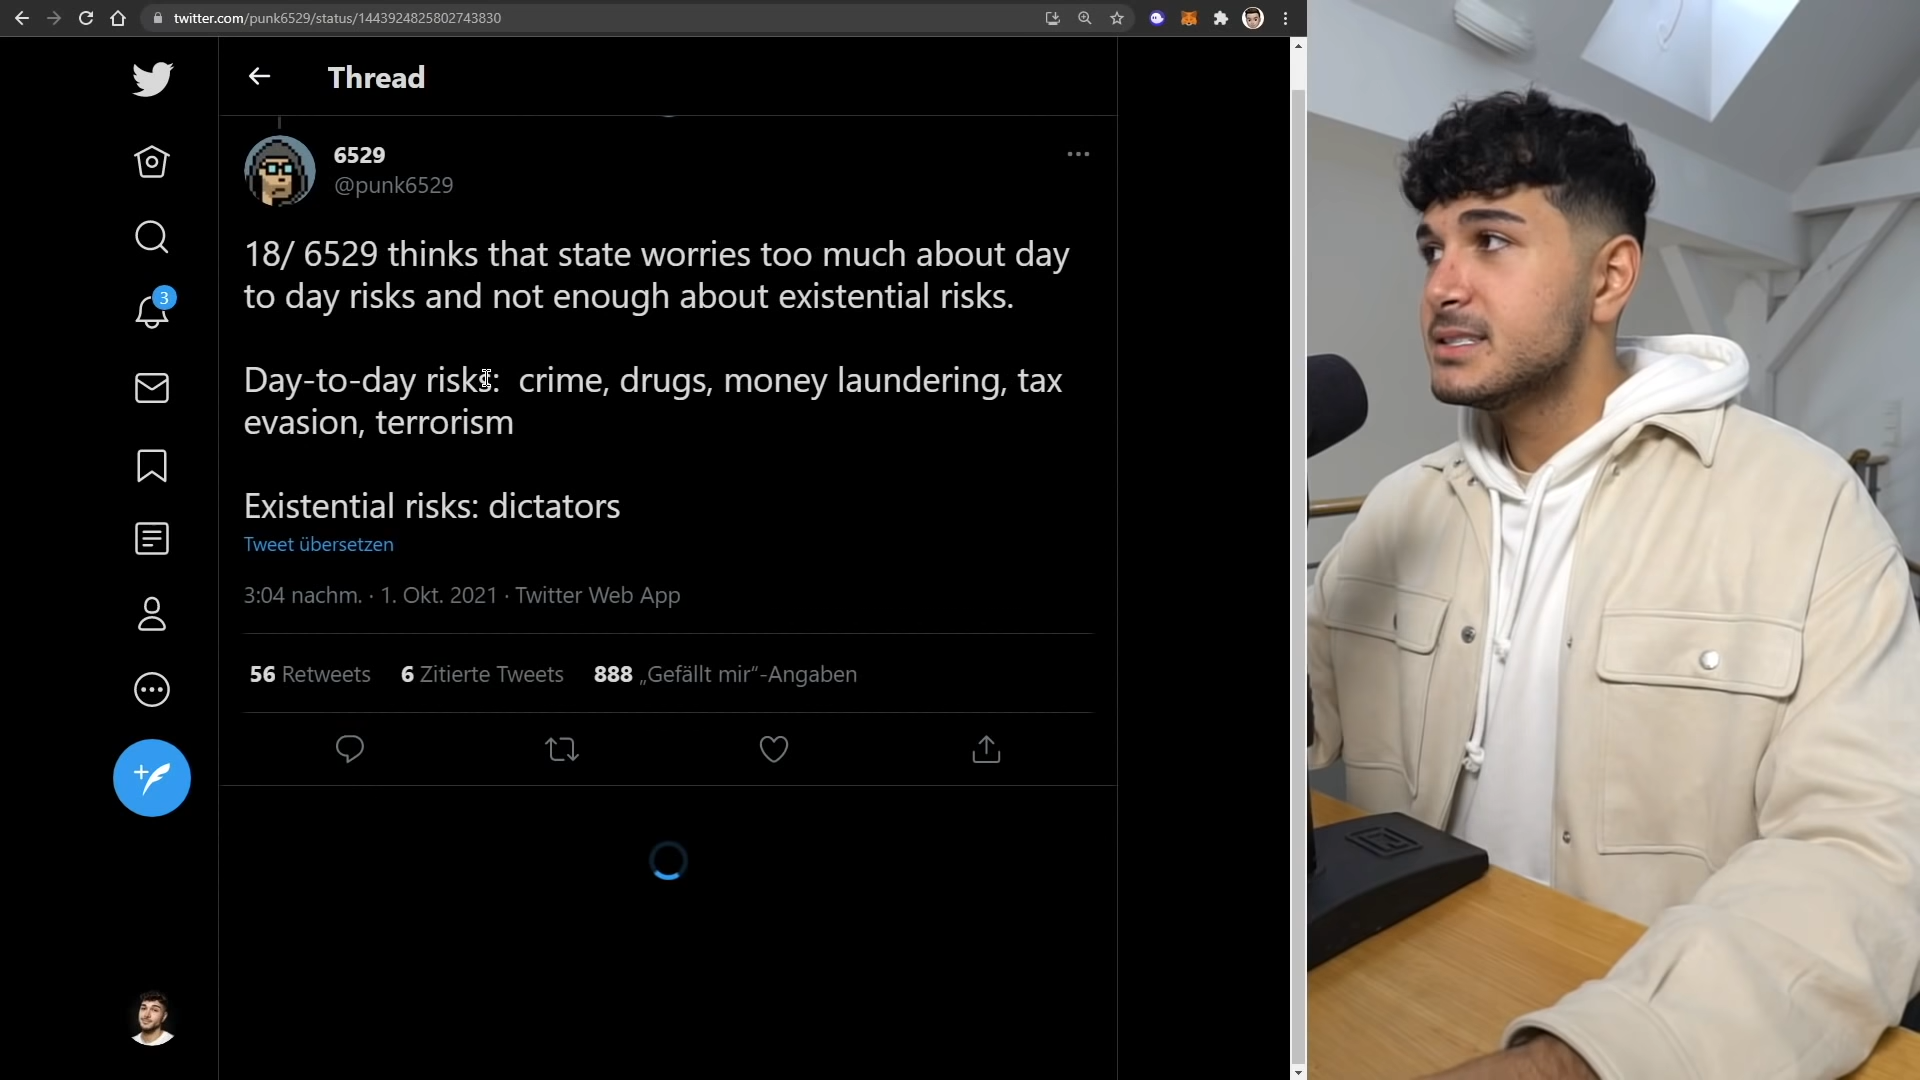 twitter.com/punk6529/status/1443924825802743830
Thread
6529
@punk6529
18/ 6529 thinks that state worries too much about day
to day risks and not enough about existential risks.
Day-to-day risks:  crime, drugs, money laundering, tax
evasion, terrorism
Existential risks: dictators
Tweet übersetzen
3:04 nachm. · 1. Okt. 2021 · Twitter Web App
56 Retweets 6 Zitierte Tweets 888 „Gefällt mir“-Angaben
3